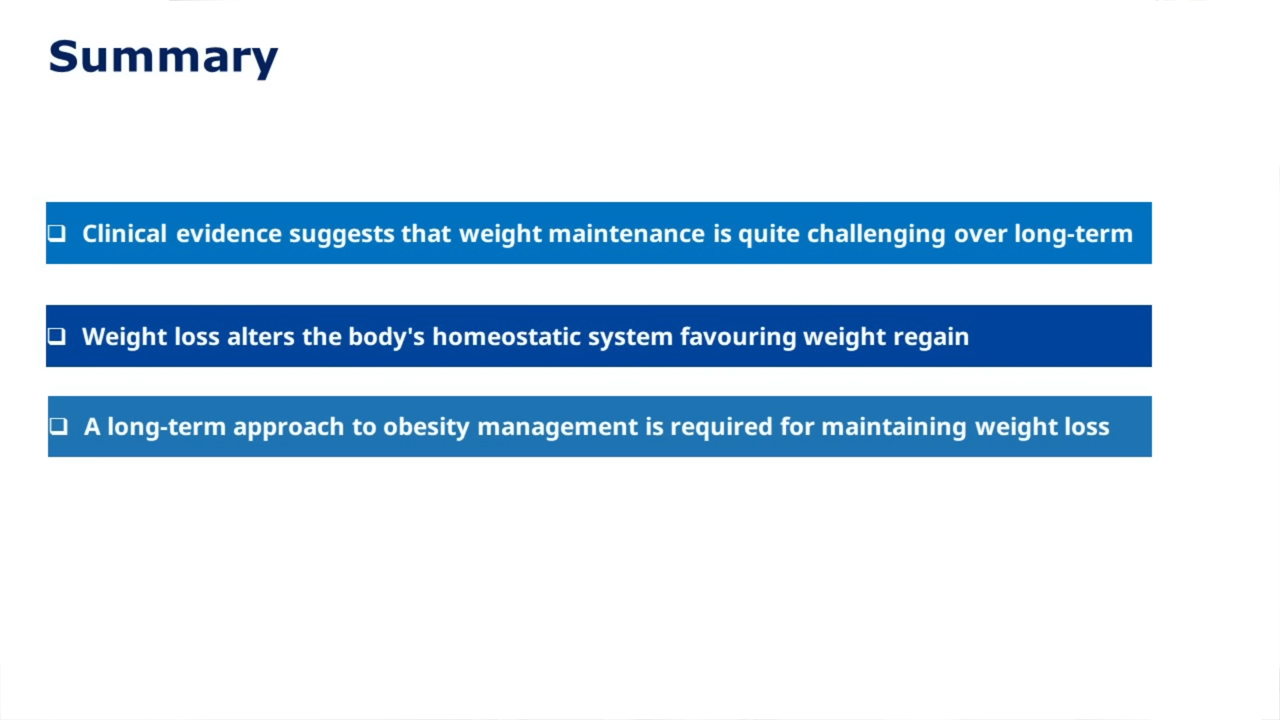 Summary
❑ Clinical evidence suggests that weight maintenance is quite challenging over long-term
❑ Weight loss alters the body's homeostatic system favouring weight regain
❑ A long-term approach to obesity management is required for maintaining weight loss